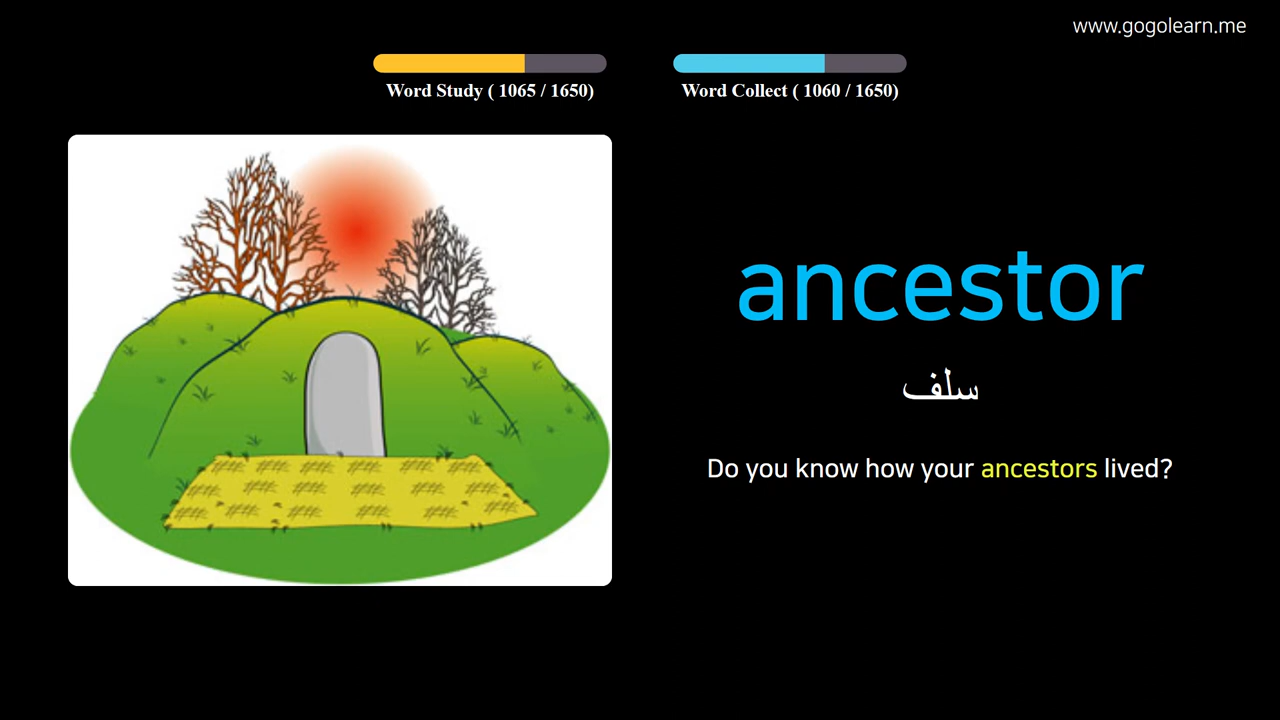 www.gogolearn.me
Word Study ( 1065 / 1650)
Word Collect ( 1060 / 1650)
ancestor
سلف
Do you know how your ancestors lived?